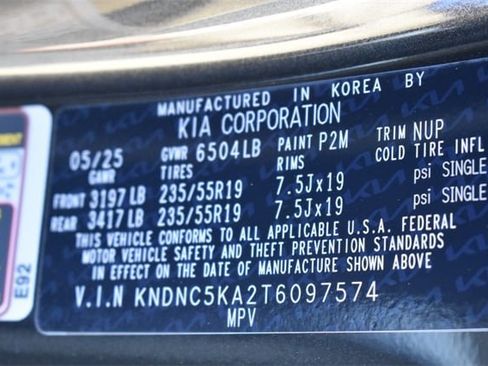 MANUFACTURED IN KOREA BY
KIA CORPORATION
05/25 GVWR 6504LB PAINT P2M TRIM NUP
GAWR TIRES RIMS COLD TIRE INFL
FRONT 3197 LB 235/55R19 7.5Jx19 psi SINGLE
REAR 3417 LB 235/55R19 7.5Jx19 psi SINGLE
THIS VEHICLE CONFORMS TO ALL APPLICABLE U.S.A. FEDERAL
MOTOR VEHICLE SAFETY AND THEFT PREVENTION STANDARDS
IN EFFECT ON THE DATE OF MANUFACTURE SHOWN ABOVE
V.I.N KNDNC5KA2T6097574
MPV
E92